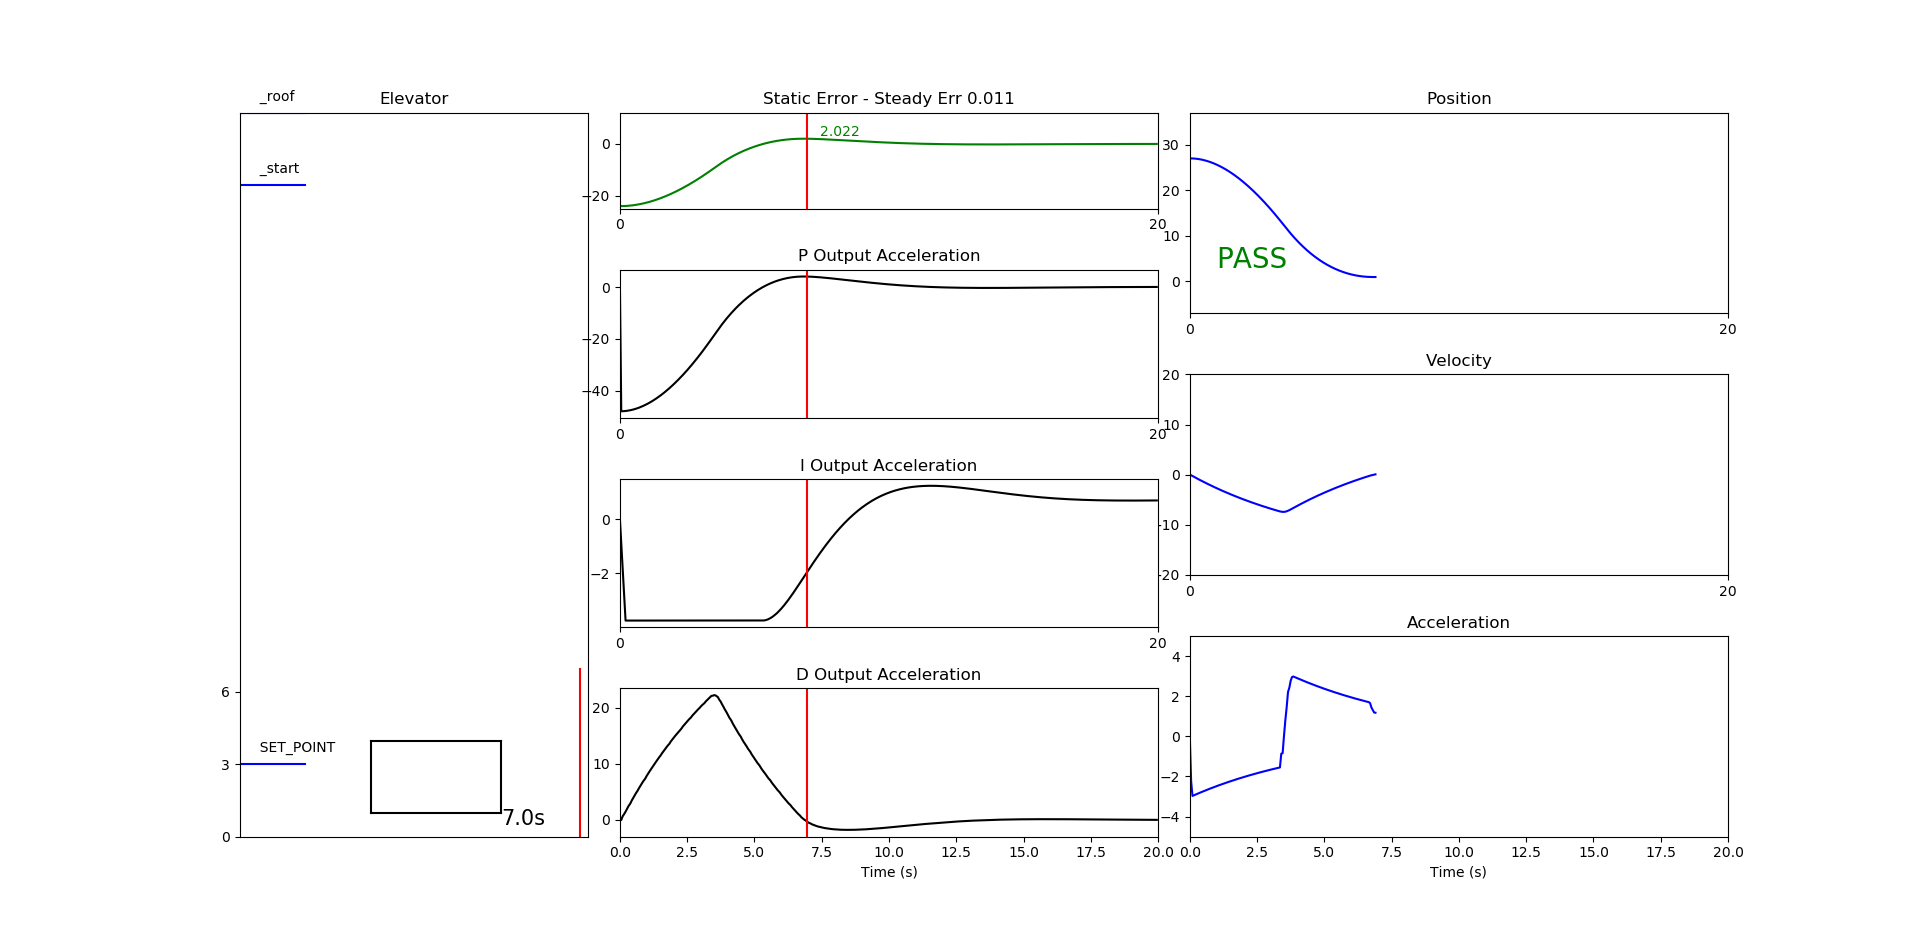 _roof
Elevator
_start
6
SET_POINT
3
7.0s
0
Static Error - Steady Err 0.011
2.022
0
−20
0 20
P Output Acceleration
0
−20
−40
0 20
I Output Acceleration
0
−2
0 20
D Output Acceleration
20
10
0
0.0 2.5 5.0 7.5 10.0 12.5 15.0 17.5 20.0
Time (s)
Position
30
20
10
PASS
0
0 20
Velocity
20
10
0
−10
−20
0 20
Acceleration
4
2
0
−2
−4
0.0 2.5 5.0 7.5 10.0 12.5 15.0 17.5 20.0
Time (s)